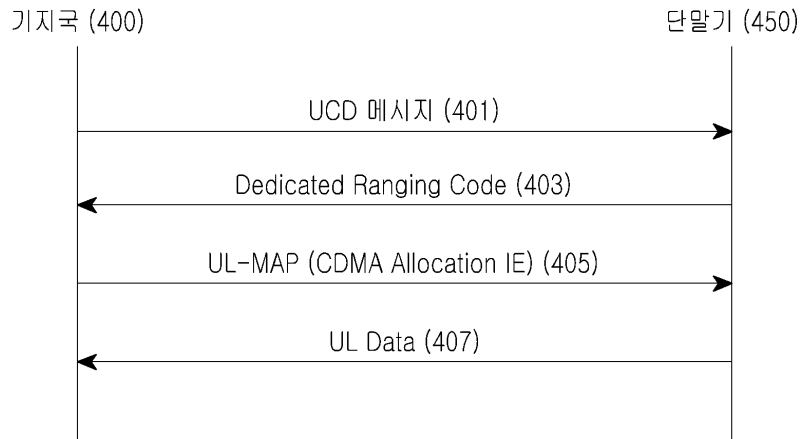 기지국 (400)
단말기 (450)
UCD 메시지 (401)
Dedicated Ranging Code (403)
UL-MAP (CDMA Allocation IE) (405)
UL Data (407)